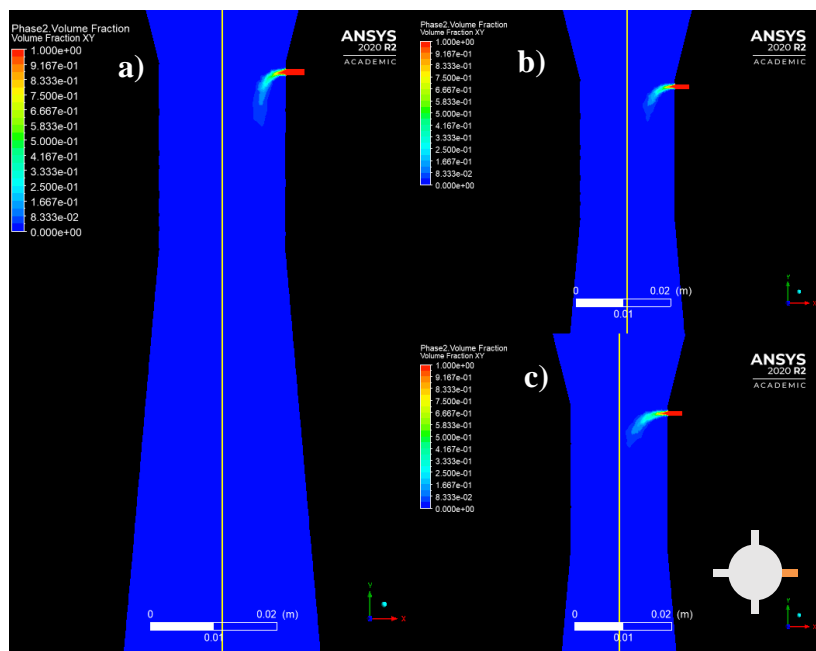 Phase2.Volume Fraction
Volume Fraction XY
1.000e+00
9.167e-01
8.333e-01
7.500e-01
6.667e-01
5.833e-01
5.000e-01
4.167e-01
3.333e-01
2.500e-01
1.667e-01
8.333e-02
0.000e+00
a)
ANSYS
2020 R2
ACADEMIC
0 0.02 (m)
0.01
Y
X
Phase2.Volume Fraction
Volume Fraction XY
1.000e+00
9.167e-01
8.333e-01
7.500e-01
6.667e-01
5.833e-01
5.000e-01
4.167e-01
3.333e-01
2.500e-01
1.667e-01
8.333e-02
0.000e+00
b)
ANSYS
2020 R2
ACADEMIC
0 0.02 (m)
0.01
Y
X
Phase2.Volume Fraction
Volume Fraction XY
1.000e+00
9.167e-01
8.333e-01
7.500e-01
6.667e-01
5.833e-01
5.000e-01
4.167e-01
3.333e-01
2.500e-01
1.667e-01
8.333e-02
0.000e+00
c)
ANSYS
2020 R2
ACADEMIC
0 0.02 (m)
0.01
Y
X